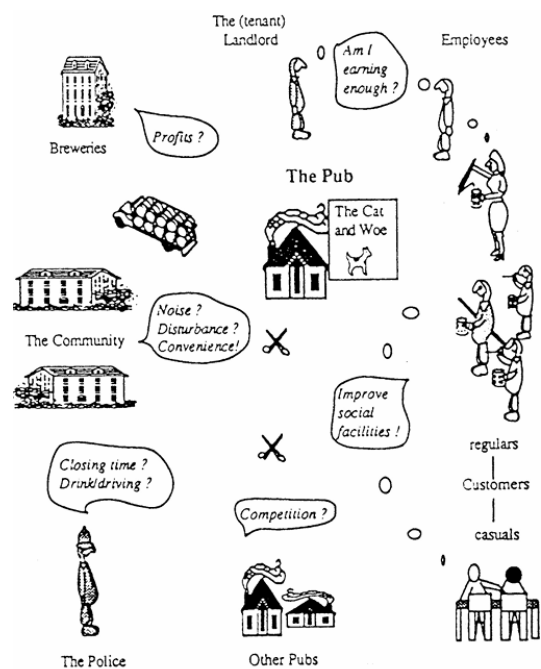 The (tenant)
Landlord
Employees
Am I
earning
enough ?
Breweries
Profits ?
The Pub
The Cat
and Woe
The Community
Noise ?
Disturbance ?
Convenience!
Improve
social
facilities !
regulars
Customers
casuals
Closing time ?
Drink/driving ?
Competition ?
The Police
Other Pubs